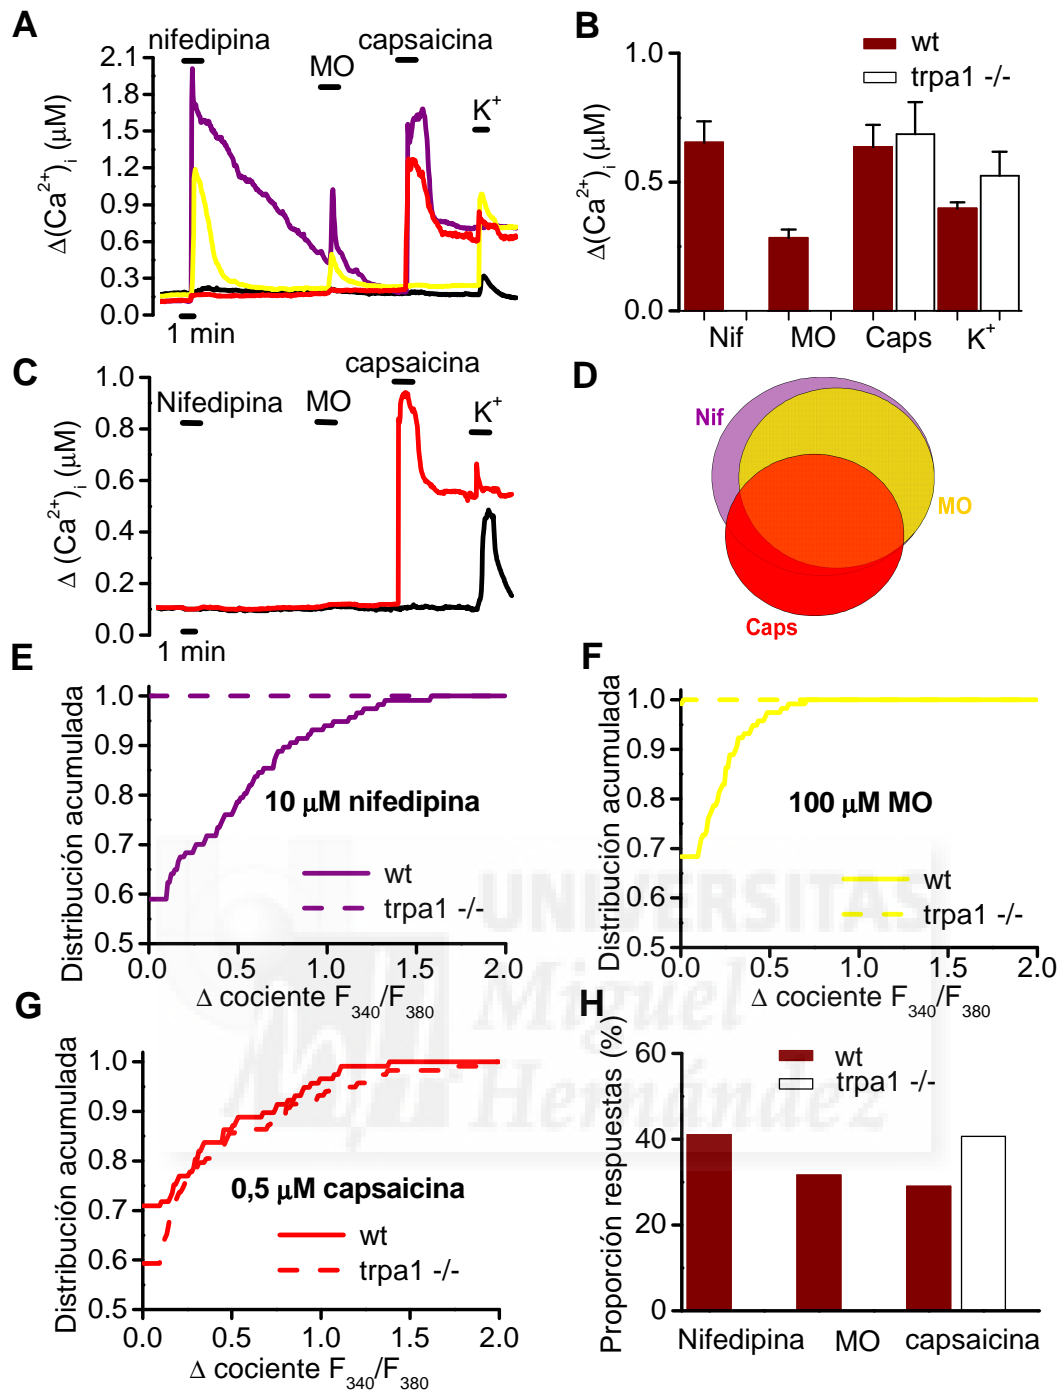 A
nifedipina
MO
capsaicina
K+
2.1
1.8
1.5
1.2
0.9
0.6
0.3
0.0
Δ(Ca2+)i (μM)
1 min
B
wt
trpa1 -/-
1.0
0.5
0.0
Δ(Ca2+)i (μM)
Nif MO Caps K+
C
Nifedipina
MO
capsaicina
K+
1.0
0.8
0.6
0.4
0.2
0.0
Δ (Ca2+)i (μM)
1 min
D
Nif
MO
Caps
E
1.0
0.9
0.8
0.7
0.6
0.5
Distribución acumulada
10 μM nifedipina
wt
trpa1 -/-
0.0 0.5 1.0 1.5 2.0
Δ cociente F340/F380
F
1.0
0.9
0.8
0.7
0.6
0.5
Distribución acumulada
100 μM MO
wt
trpa1 -/-
0.0 0.5 1.0 1.5 2.0
Δ cociente F340/F380
G
1.0
0.9
0.8
0.7
0.6
0.5
Distribución acumulada
0,5 μM capsaicina
wt
trpa1 -/-
0.0 0.5 1.0 1.5 2.0
Δ cociente F340/F380
H
60
40
20
0
Proporción respuestas (%)
wt
trpa1 -/-
Nifedipina MO capsaicina
UNIVERSITAS
Miguel
Hernández